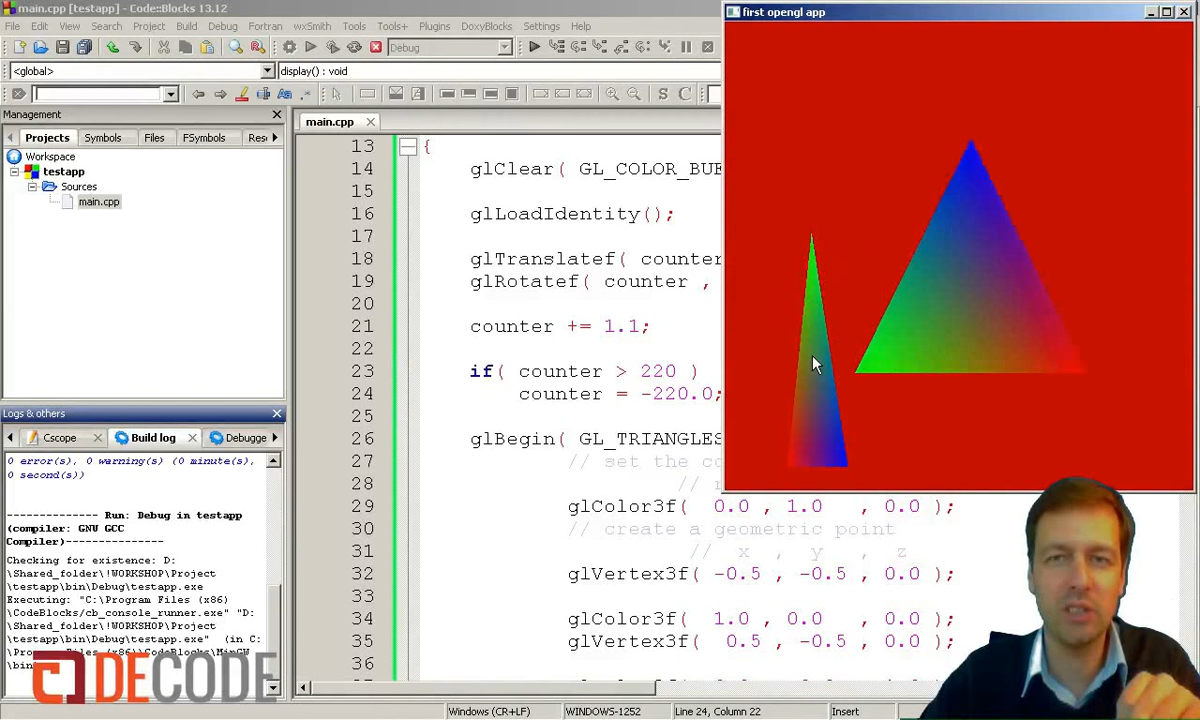 main.cpp [testapp] - Code::Blocks 13.12
File Edit View Search Project Build Debug Fortran wxSmith Tools Tools+ Plugins DoxyBlocks Settings Help
Debug
<global> display() : void
S C
Management
Projects Symbols Files FSymbols Reso
Workspace
testapp
Sources
main.cpp
Logs & others
Cscope Build log Debugge
0 error(s), 0 warning(s) (0 minute(s),
0 second(s))
-------------- Run: Debug in testapp
(compiler: GNU GCC
Compiler)---------------
Checking for existence: D:
\Shared_folder\!WORKSHOP\Project
\testapp\bin\Debug\testapp.exe
Executing: "C:\Program Files (x86)
\CodeBlocks/cb_console_runner.exe" "D:
\Shared_folder\!WORKSHOP\Project
\testapp\bin\Debug\testapp.exe" (in C:
DECODE
main.cpp
13 {
14 glClear( GL_COLOR_BUF
15
16 glLoadIdentity();
17
18 glTranslatef( counter
19 glRotatef( counter ,
20
21 counter += 1.1;
22
23 if( counter > 220 )
24 counter = -220.0;
25
26 glBegin( GL_TRIANGLES
27 // set the co
28 // r
29 glColor3f( 0.0 , 1.0 , 0.0 );
30 // create a geometric point
31 // x , y , z
32 glVertex3f( -0.5 , -0.5 , 0.0 );
33
34 glColor3f( 1.0 , 0.0 , 0.0 );
35 glVertex3f( 0.5 , -0.5 , 0.0 );
36
first opengl app
Windows (CR+LF) WINDOWS-1252 Line 24, Column 22 Insert